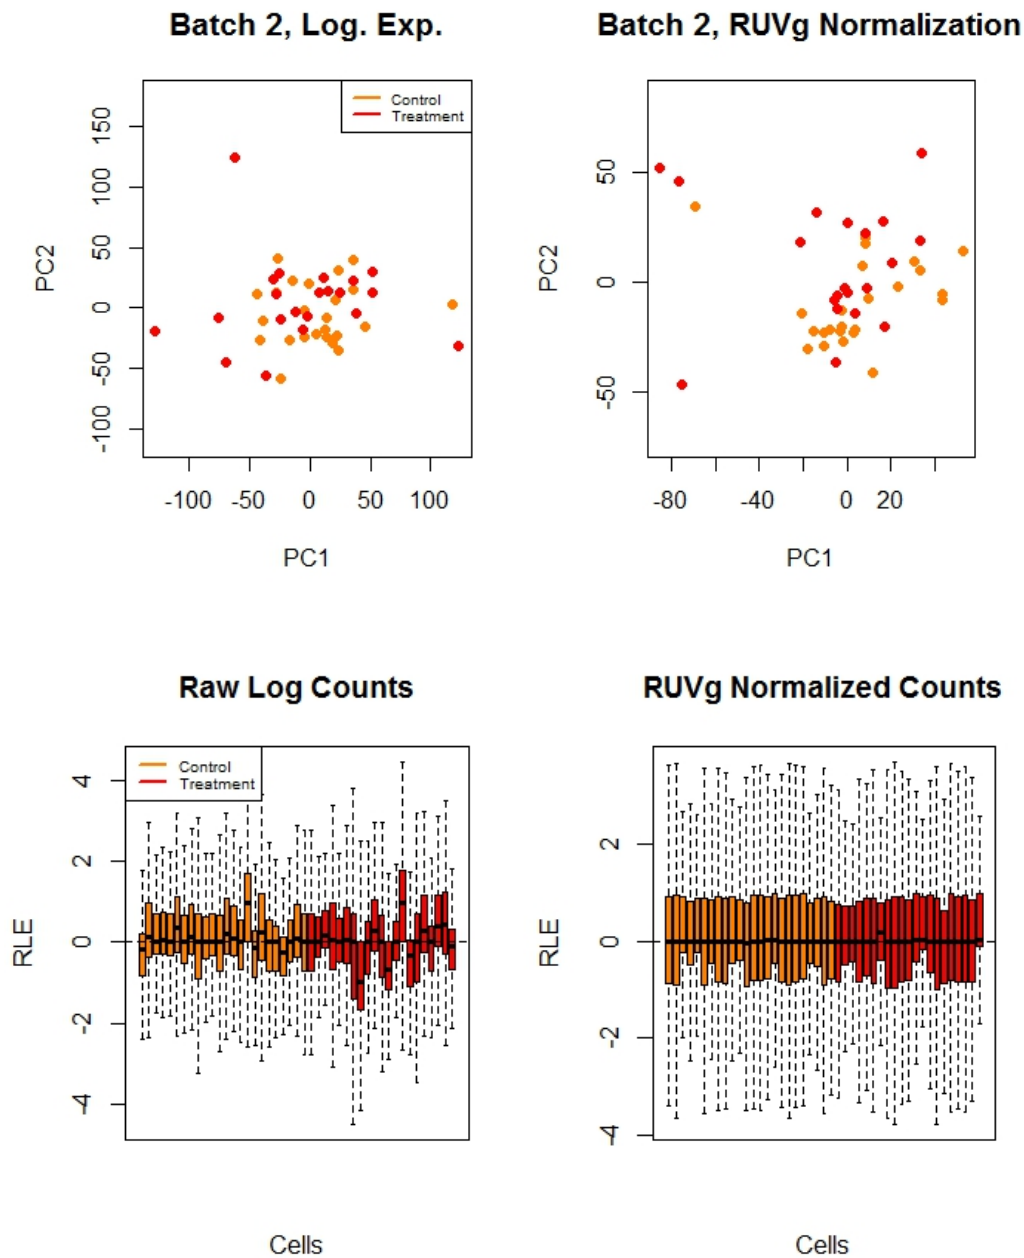 Batch 2, Log. Exp.
Batch 2, RUVg Normalization
Control
Treatment
PC2
150
100
50
0
-50
-100
-100 -50 0 50 100
PC1
PC2
50
0
-50
-80 -40 0 20
PC1
Raw Log Counts
RUVg Normalized Counts
Control
Treatment
RLE
4
2
0
-2
-4
Cells
RLE
2
0
-2
-4
Cells